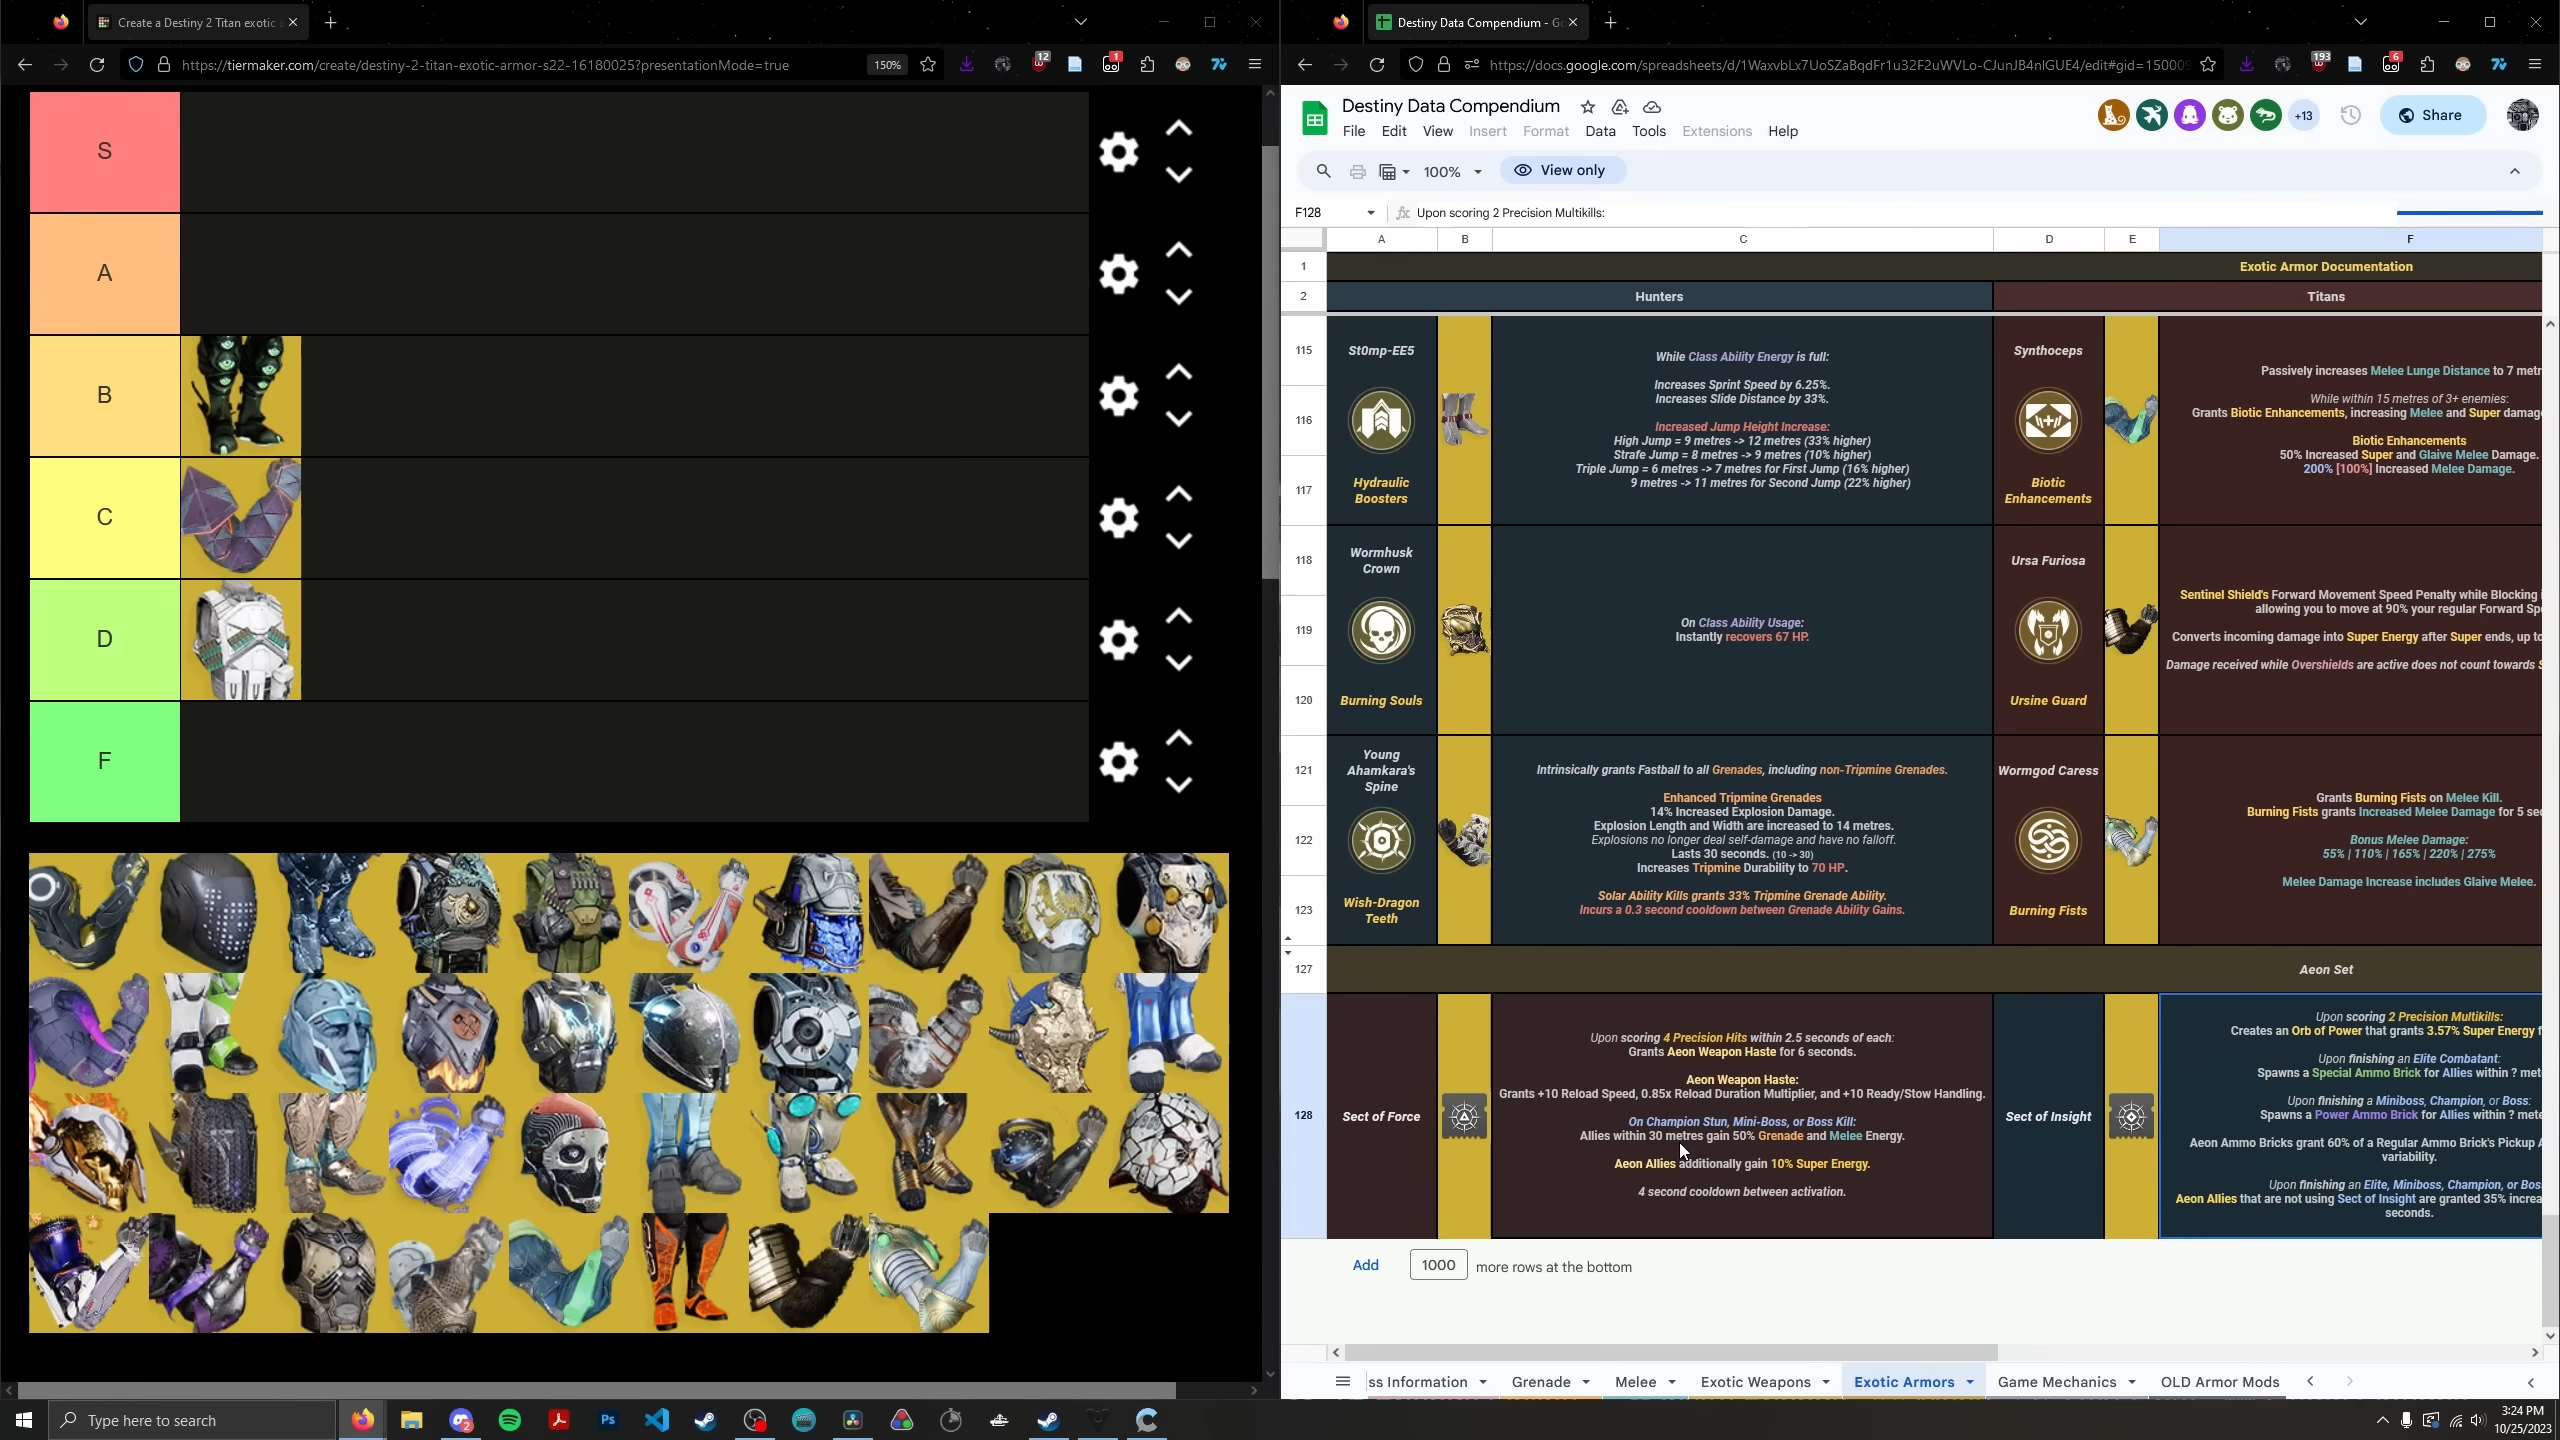 Create a Destiny 2 Titan exotic a
https://tiermaker.com/create/destiny-2-titan-exotic-armor-s22-16180025?presentationMode=true
150%
12
1
S
A
B
C
D
F
Destiny Data Compendium - Go
https://docs.google.com/spreadsheets/d/1WaxvbLx7UoSZaBqdFr1u32F2uWVLo-CJunJB4nlGUE4/edit#gid=15000
193
6
Destiny Data Compendium
File Edit View Insert Format Data Tools Extensions Help
+13
Share
100%
View only
F128
fx Upon scoring 2 Precision Multikills:
A B C D E F
1
Exotic Armor Documentation
2
Hunters
Titans
115
116
117
St0mp-EE5
Hydraulic
Boosters
While Class Ability Energy is full:
Increases Sprint Speed by 6.25%.
Increases Slide Distance by 33%.
Increased Jump Height Increase:
High Jump = 9 metres -> 12 metres (33% higher)
Strafe Jump = 8 metres -> 9 metres (10% higher)
Triple Jump = 6 metres -> 7 metres for First Jump (16% higher)
9 metres -> 11 metres for Second Jump (22% higher)
Synthoceps
Biotic
Enhancements
Passively increases Melee Lunge Distance to 7 metr
While within 15 metres of 3+ enemies:
Grants Biotic Enhancements, increasing Melee and Super damag
Biotic Enhancements
50% Increased Super and Glaive Melee Damage.
200% [100%] Increased Melee Damage.
118
119
120
Wormhusk
Crown
Burning Souls
On Class Ability Usage:
Instantly recovers 67 HP.
Ursa Furiosa
Ursine Guard
Sentinel Shield's Forward Movement Speed Penalty while Blocking i
allowing you to move at 90% your regular Forward Sp
Converts incoming damage into Super Energy after Super ends, up to
Damage received while Overshields are active does not count towards S
121
122
123
Young
Ahamkara's
Spine
Wish-Dragon
Teeth
Intrinsically grants Fastball to all Grenades, including non-Tripmine Grenades.
Enhanced Tripmine Grenades
14% Increased Explosion Damage.
Explosion Length and Width are increased to 14 metres.
Explosions no longer deal self-damage and have no falloff.
Lasts 30 seconds. (10 -> 30)
Increases Tripmine Durability to 70 HP.
Solar Ability Kills grants 33% Tripmine Grenade Ability.
Incurs a 0.3 second cooldown between Grenade Ability Gains.
Wormgod Caress
Burning Fists
Grants Burning Fists on Melee Kill.
Burning Fists grants Increased Melee Damage for 5 sec
Bonus Melee Damage:
55% | 110% | 165% | 220% | 275%
Melee Damage Increase includes Glaive Melee.
127
Aeon Set
128
Sect of Force
Upon scoring 4 Precision Hits within 2.5 seconds of each:
Grants Aeon Weapon Haste for 6 seconds.
Aeon Weapon Haste:
Grants +10 Reload Speed, 0.85x Reload Duration Multiplier, and +10 Ready/Stow Handling.
On Champion Stun, Mini-Boss, or Boss Kill:
Allies within 30 metres gain 50% Grenade and Melee Energy.
Aeon Allies additionally gain 10% Super Energy.
4 second cooldown between activation.
Sect of Insight
Upon scoring 2 Precision Multikills:
Creates an Orb of Power that grants 3.57% Super Energy f
Upon finishing an Elite Combatant:
Spawns a Special Ammo Brick for Allies within ? met
Upon finishing a Miniboss, Champion, or Boss:
Spawns a Power Ammo Brick for Allies within ? mete
Aeon Ammo Bricks grant 60% of a Regular Ammo Brick's Pickup A
variability.
Upon finishing an Elite, Miniboss, Champion, or Bos
Aeon Allies that are not using Sect of Insight are granted 35% increa
seconds.
Add 1000 more rows at the bottom
ss Information Grenade Melee Exotic Weapons Exotic Armors Game Mechanics OLD Armor Mods
Type here to search
2
3:24 PM
10/25/2023